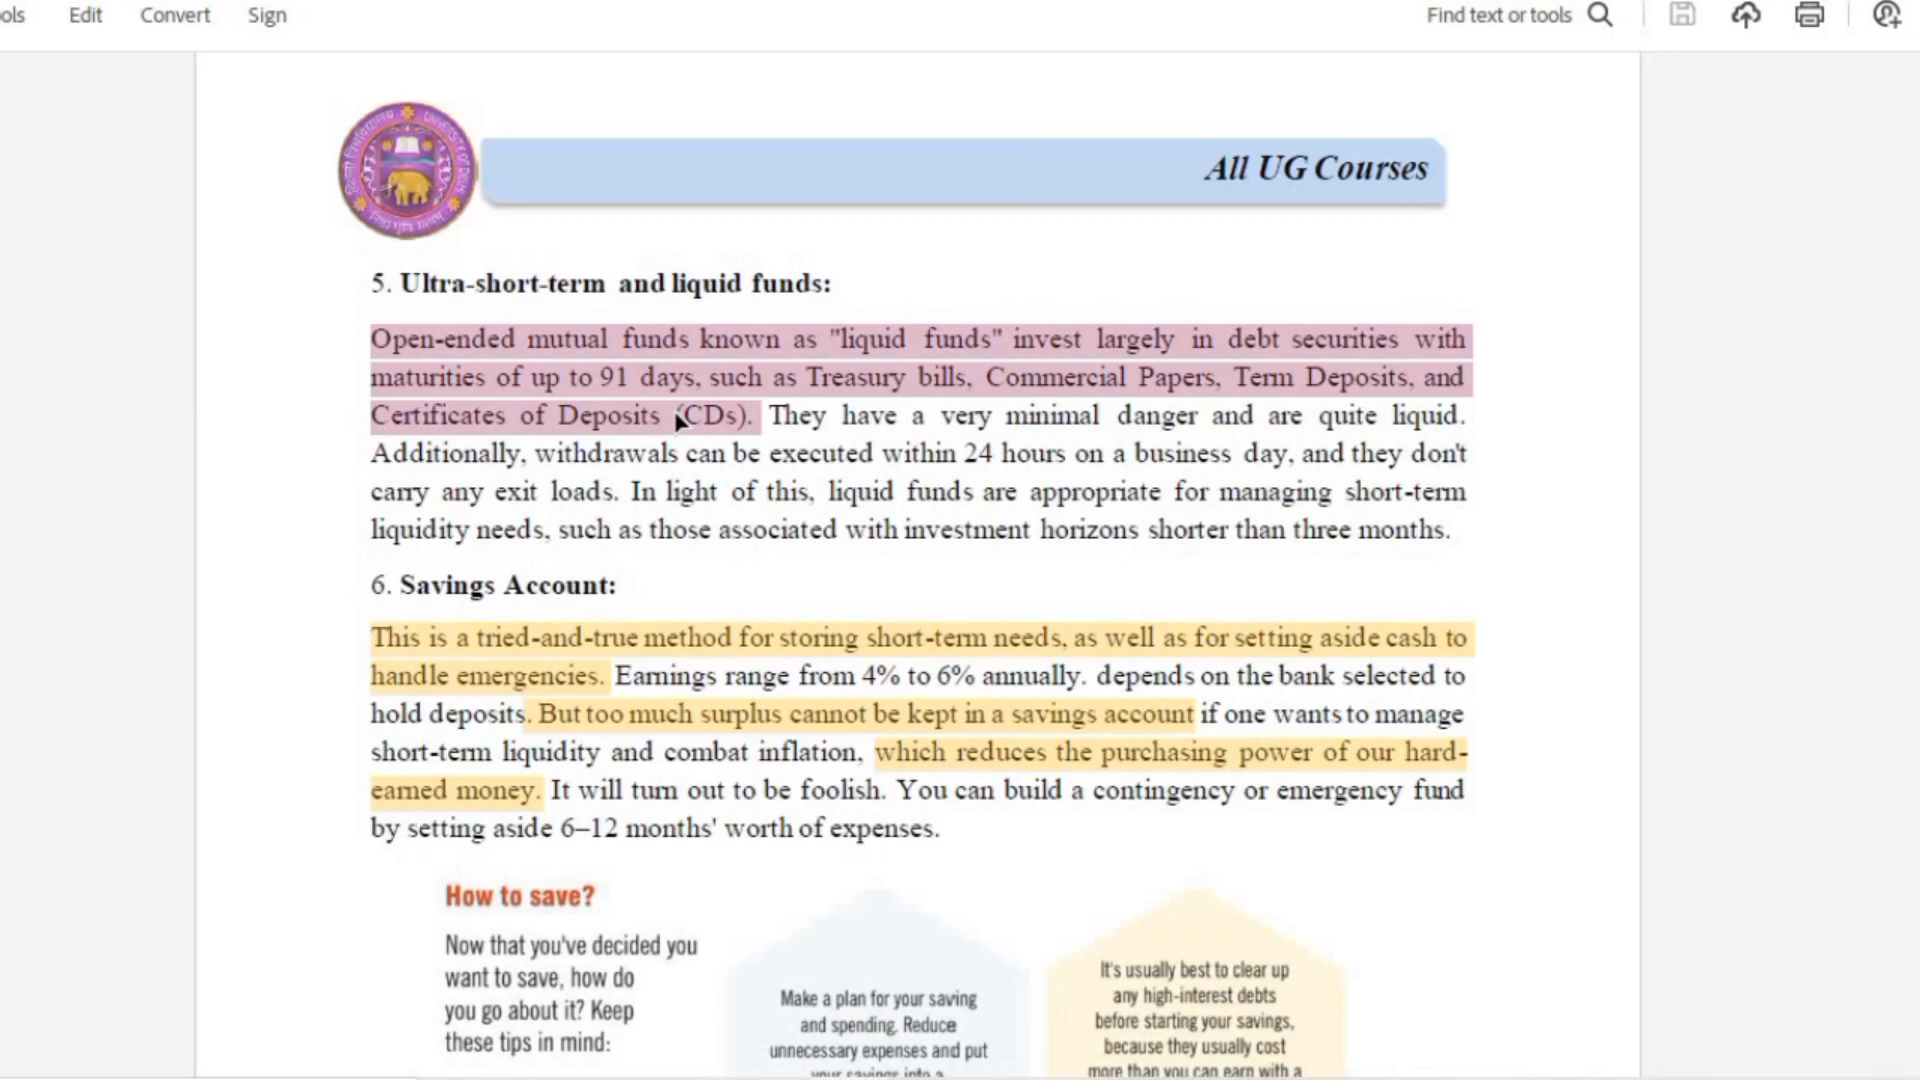 ols Edit Convert Sign Find text or tools
All UG Courses
5. Ultra-short-term and liquid funds:
Open-ended mutual funds known as "liquid funds" invest largely in debt securities with
maturities of up to 91 days, such as Treasury bills, Commercial Papers, Term Deposits, and
Certificates of Deposits (CDs). They have a very minimal danger and are quite liquid.
Additionally, withdrawals can be executed within 24 hours on a business day, and they don't
carry any exit loads. In light of this, liquid funds are appropriate for managing short-term
liquidity needs, such as those associated with investment horizons shorter than three months.
6. Savings Account:
This is a tried-and-true method for storing short-term needs, as well as for setting aside cash to
handle emergencies. Earnings range from 4% to 6% annually. depends on the bank selected to
hold deposits. But too much surplus cannot be kept in a savings account if one wants to manage
short-term liquidity and combat inflation, which reduces the purchasing power of our hard-
earned money. It will turn out to be foolish. You can build a contingency or emergency fund
by setting aside 6–12 months' worth of expenses.
How to save?
Now that you've decided you
want to save, how do
you go about it? Keep
these tips in mind:
Make a plan for your saving
and spending. Reduce
unnecessary expenses and put
your savings into a
It's usually best to clear up
any high-interest debts
before starting your savings,
because they usually cost
more than you can earn with a